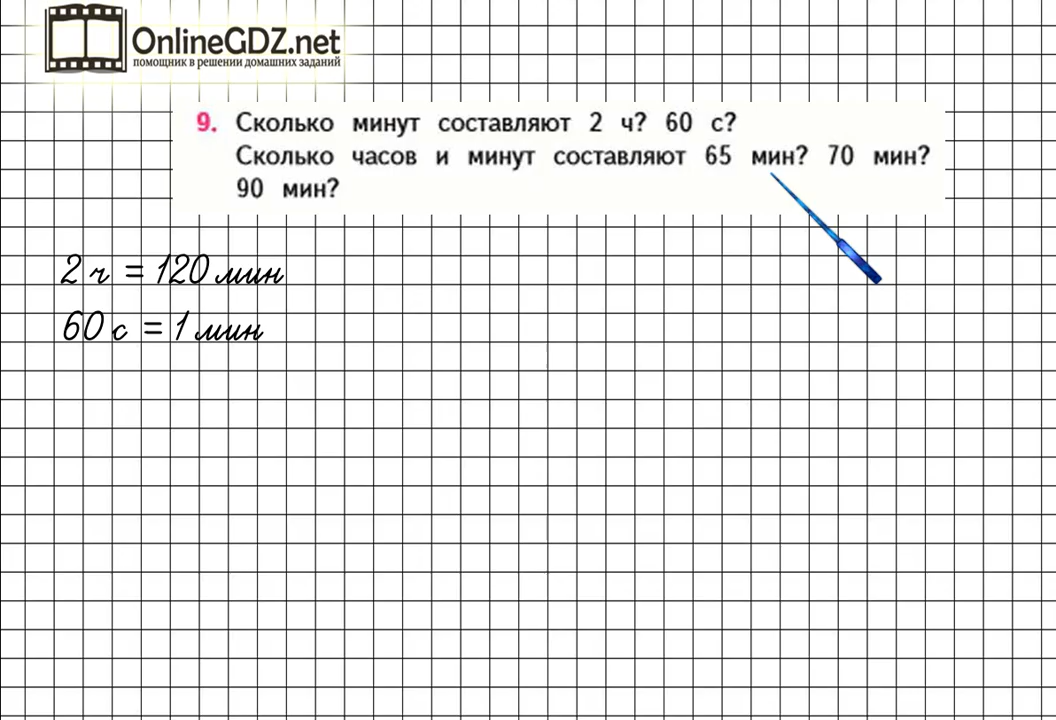 OnlineGDZ.net
помощник в решении домашних заданий
9. Сколько минут составляют 2 ч? 60 с?
Сколько часов и минут составляют 65 мин? 70 мин?
90 мин?
2 ч = 120 мин
60 с = 1 мин